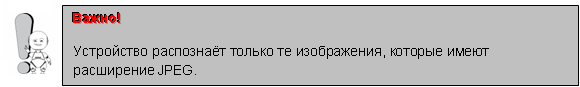 Важно!
Устройство распознаёт только те изображения, которые имеют
расширение JPEG.